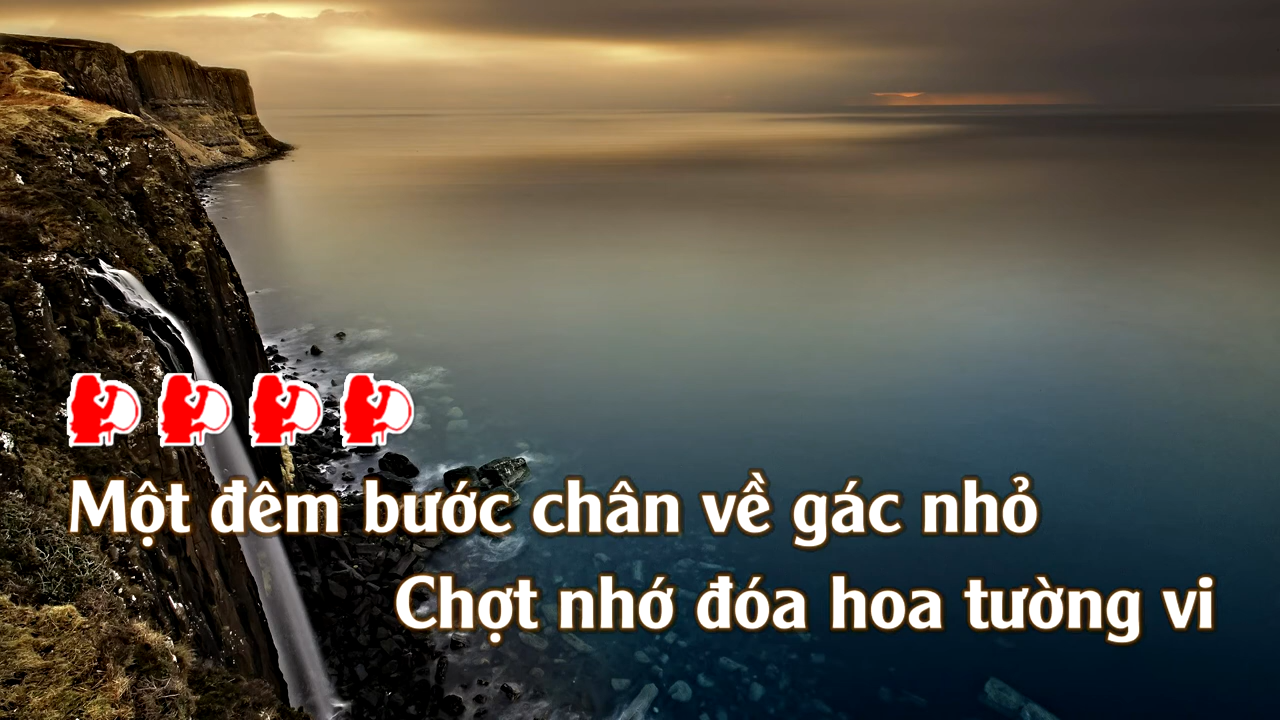 Một đêm bước chân về gác nhỏ
Chợt nhớ đóa hoa tường vi